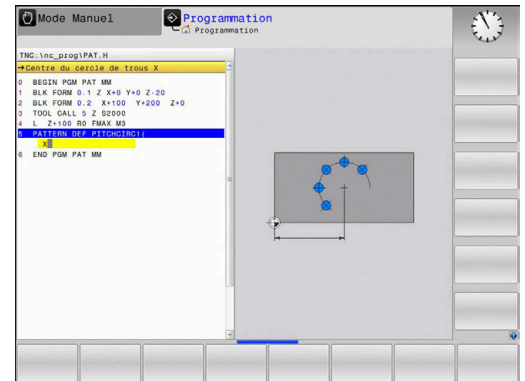 Mode Manuel
Programmation
Programmation
TNC:\nc_prog\PAT.H
→Centre du cercle de trous X
0 BEGIN PGM PAT MM
1 BLK FORM 0.1 Z X+0 Y+0 Z-20
2 BLK FORM 0.2 X+100 Y+200 Z+0
3 TOOL CALL 5 Z S2000
4 L Z+100 R0 FMAX M3
5 PATTERN DEF PITCHCIRC1(
X
6 END PGM PAT MM